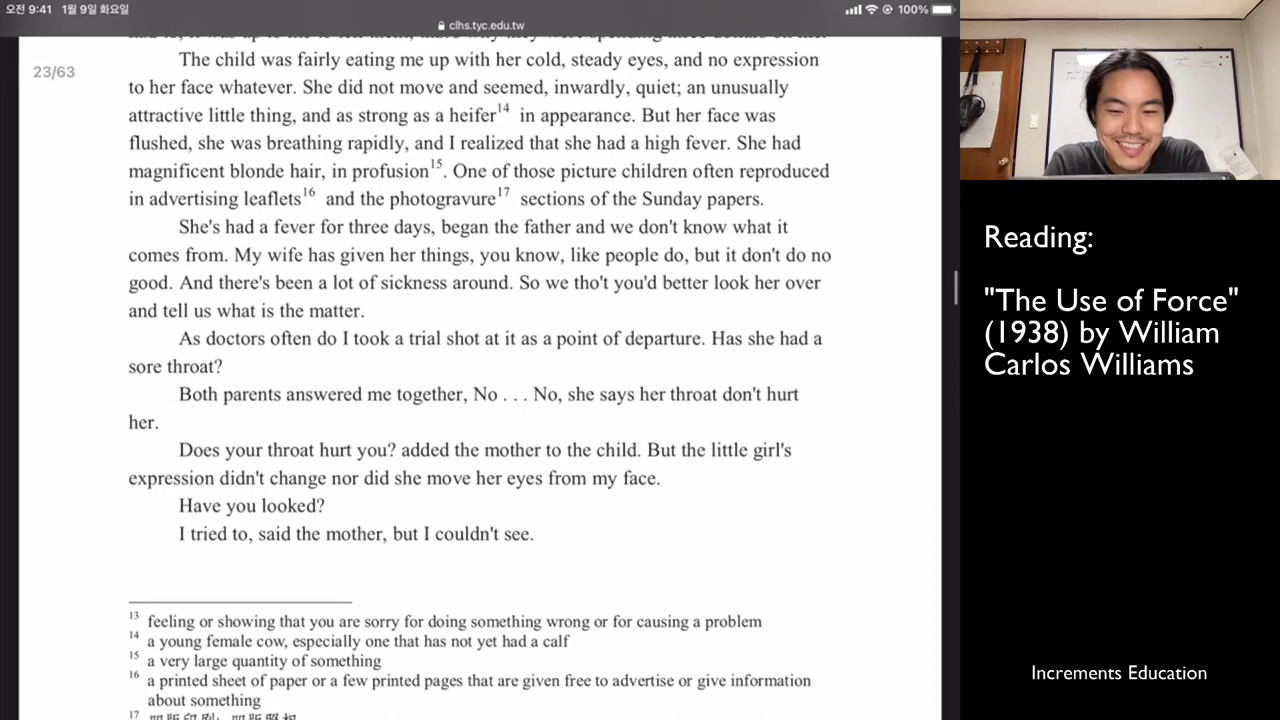 오전 9:41 1월 9일 화요일
100%
clhs.tyc.edu.tw
23/63
The child was fairly eating me up with her cold, steady eyes, and no expression
to her face whatever. She did not move and seemed, inwardly, quiet; an unusually
attractive little thing, and as strong as a heifer14 in appearance. But her face was
flushed, she was breathing rapidly, and I realized that she had a high fever. She had
magnificent blonde hair, in profusion15. One of those picture children often reproduced
in advertising leaflets16 and the photogravure17 sections of the Sunday papers.
She's had a fever for three days, began the father and we don't know what it
comes from. My wife has given her things, you know, like people do, but it don't do no
good. And there's been a lot of sickness around. So we tho't you'd better look her over
and tell us what is the matter.
As doctors often do I took a trial shot at it as a point of departure. Has she had a
sore throat?
Both parents answered me together, No . . . No, she says her throat don't hurt
her.
Does your throat hurt you? added the mother to the child. But the little girl's
expression didn't change nor did she move her eyes from my face.
Have you looked?
I tried to, said the mother, but I couldn't see.
13 feeling or showing that you are sorry for doing something wrong or for causing a problem
14 a young female cow, especially one that has not yet had a calf
15 a very large quantity of something
16 a printed sheet of paper or a few printed pages that are given free to advertise or give information
about something
17
Reading:
"The Use of Force"
(1938) by William
Carlos Williams
Increments Education